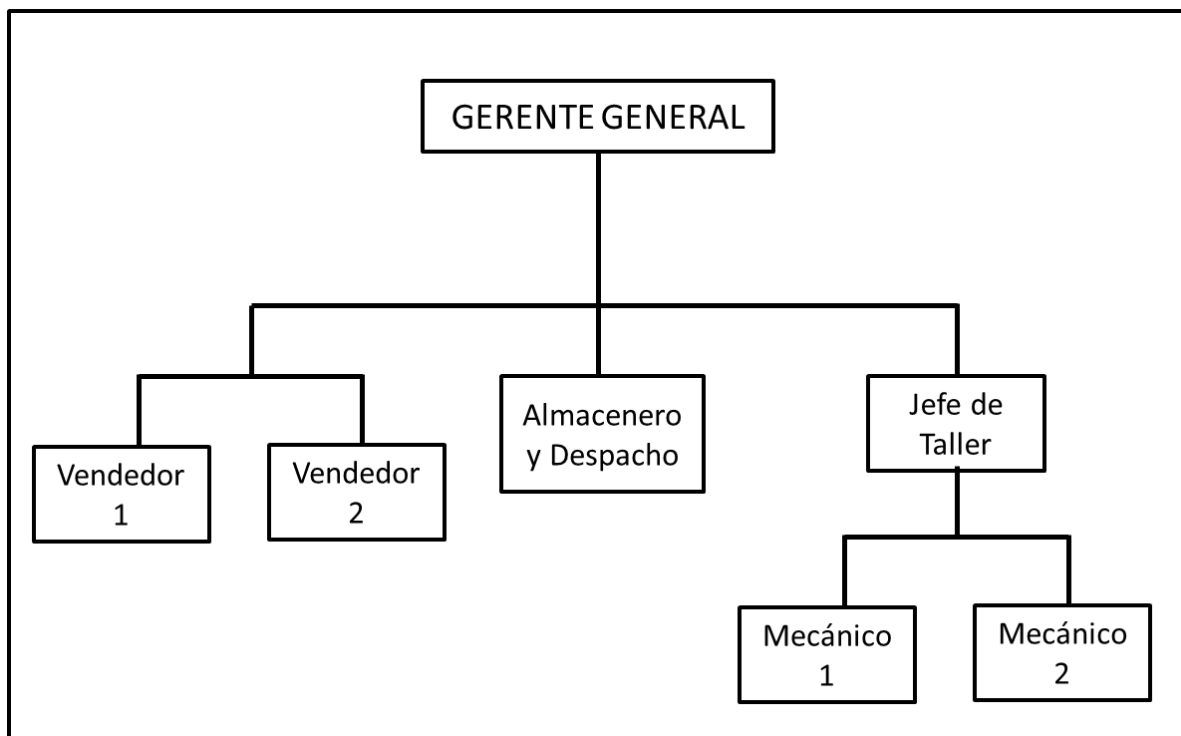 GERENTE GENERAL
Almacenero
y Despacho
Jefe de
Taller
Vendedor
1
Vendedor
2
Mecánico
1
Mecánico
2